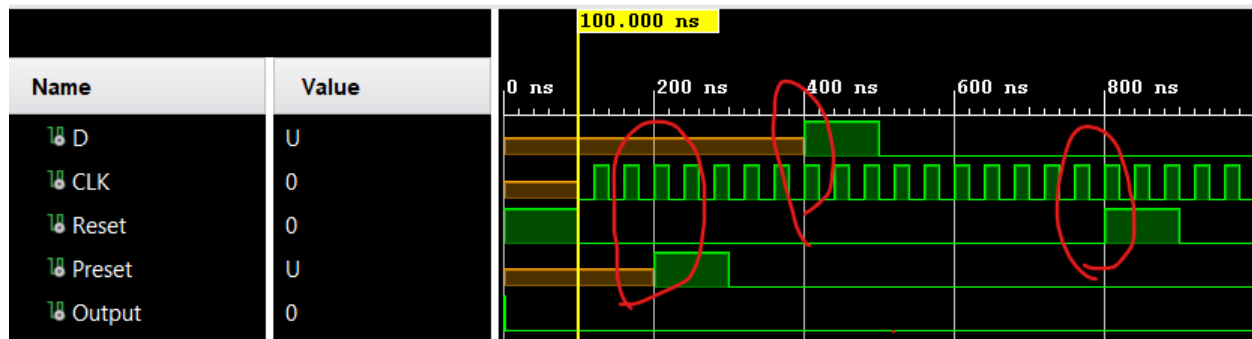 100.000 ns
Name Value 0 ns 200 ns 400 ns 600 ns 800 ns
D U
CLK 0
Reset 0
Preset U
Output 0